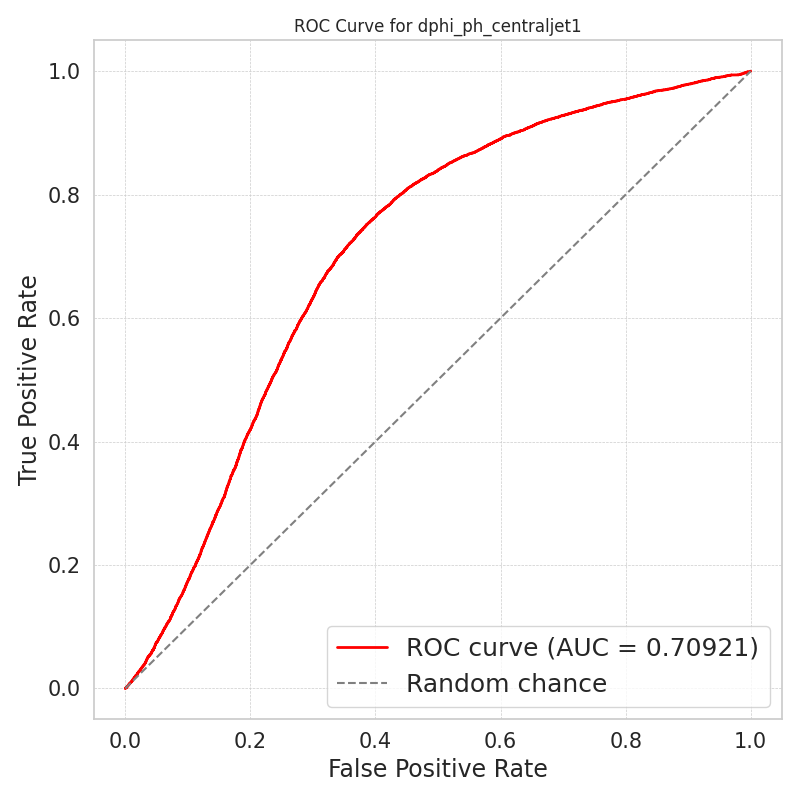 ROC Curve for dphi_ph_centraljet1
True Positive Rate
1.0
0.8
0.6
0.4
0.2
0.0
ROC curve (AUC = 0.70921)
Random chance
0.0 0.2 0.4 0.6 0.8 1.0
False Positive Rate